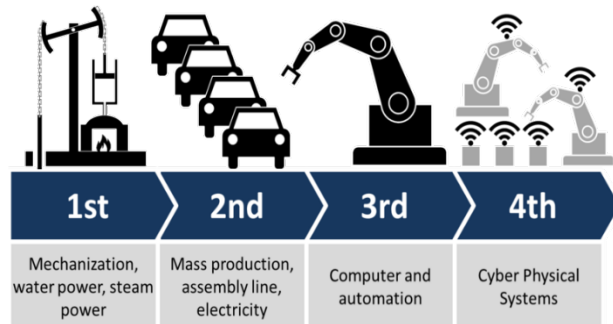 1st
2nd
3rd
4th
Mechanization,
water power, steam
power
Mass production,
assembly line,
electricity
Computer and
automation
Cyber Physical
Systems